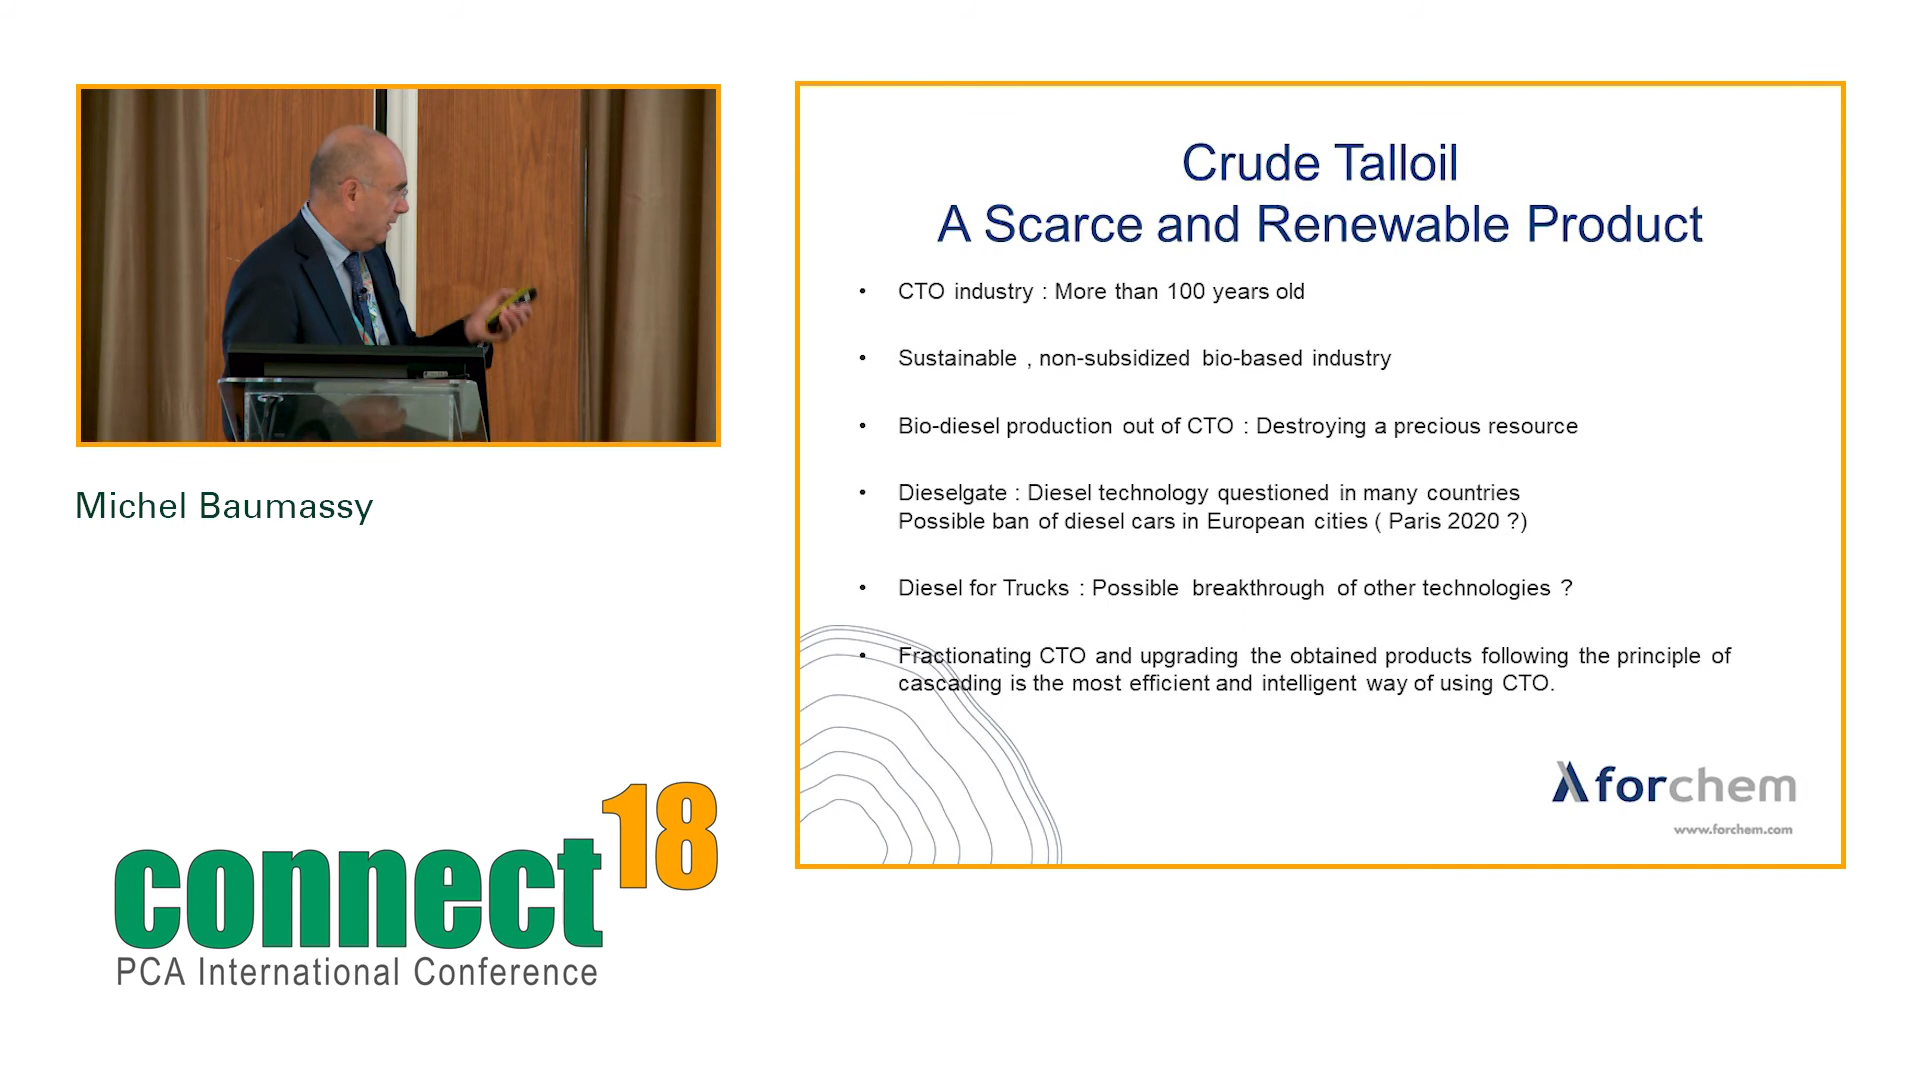 Michel Baumassy
connect18
PCA International Conference
Crude Talloil
A Scarce and Renewable Product
• CTO industry : More than 100 years old
• Sustainable , non-subsidized bio-based industry
• Bio-diesel production out of CTO : Destroying a precious resource
• Dieselgate : Diesel technology questioned in many countries
Possible ban of diesel cars in European cities ( Paris 2020 ?)
• Diesel for Trucks : Possible breakthrough of other technologies ?
• Fractionating CTO and upgrading the obtained products following the principle of
cascading is the most efficient and intelligent way of using CTO.
forchem
www.forchem.com